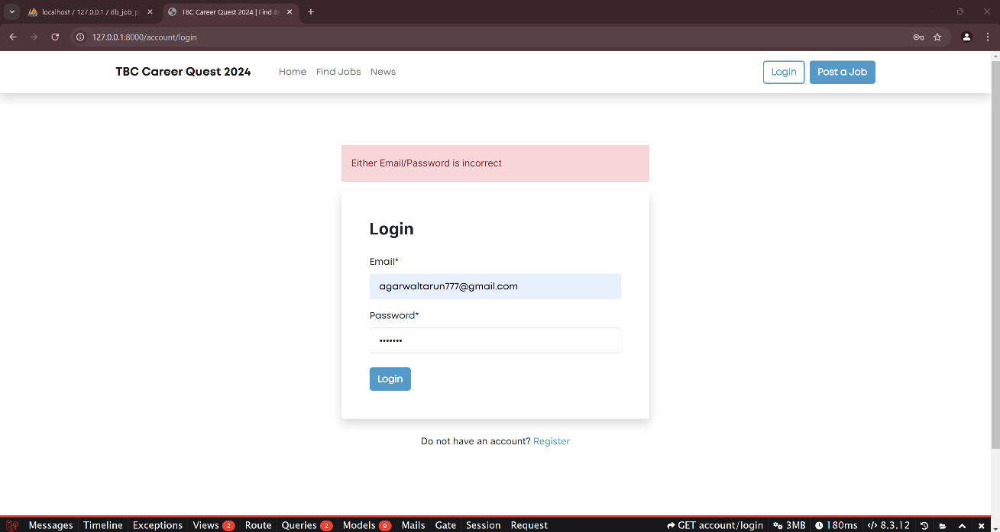 localhost / 127.0.0.1 / db_job_p
TBC Career Quest 2024 | Find B
127.0.0.1:8000/account/login
TBC Career Quest 2024 Home Find Jobs News Login Post a Job
Either Email/Password is incorrect
Login
Email*
agarwaltarun777@gmail.com
Password*
•••••••
Login
Do not have an account? Register
Messages Timeline Exceptions Views 2 Route Queries 2 Models 0 Mails Gate Session Request GET account/login 3MB 180ms </> 8.3.12